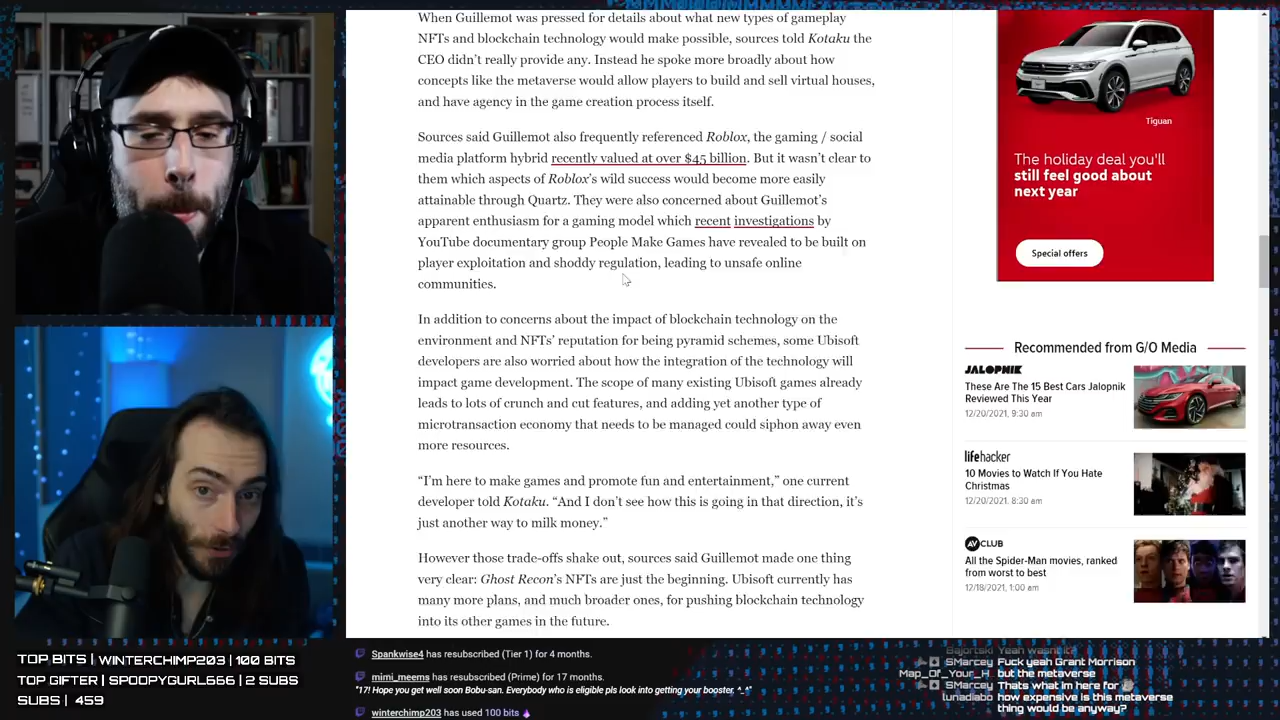 When Guillemot was pressed for details about what new types of gameplay
NFTs and blockchain technology would make possible, sources told Kotaku the
CEO didn't really provide any. Instead he spoke more broadly about how
concepts like the metaverse would allow players to build and sell virtual houses,
and have agency in the game creation process itself.
Sources said Guillemot also frequently referenced Roblox, the gaming / social
media platform hybrid recently valued at over $45 billion. But it wasn't clear to
them which aspects of Roblox's wild success would become more easily
attainable through Quartz. They were also concerned about Guillemot's
apparent enthusiasm for a gaming model which recent investigations by
YouTube documentary group People Make Games have revealed to be built on
player exploitation and shoddy regulation, leading to unsafe online
communities.
In addition to concerns about the impact of blockchain technology on the
environment and NFTs' reputation for being pyramid schemes, some Ubisoft
developers are also worried about how the integration of the technology will
impact game development. The scope of many existing Ubisoft games already
leads to lots of crunch and cut features, and adding yet another type of
microtransaction economy that needs to be managed could siphon away even
more resources.
“I'm here to make games and promote fun and entertainment,” one current
developer told Kotaku. “And I don't see how this is going in that direction, it's
just another way to milk money.”
However those trade-offs shake out, sources said Guillemot made one thing
very clear: Ghost Recon's NFTs are just the beginning. Ubisoft currently has
many more plans, and much broader ones, for pushing blockchain technology
into its other games in the future.
Tiguan
The holiday deal you'll
still feel good about
next year
Special offers
Recommended from G/O Media
JALOPNIK
These Are The 15 Best Cars Jalopnik
Reviewed This Year
12/20/2021, 9:30 am
lifehacker
10 Movies to Watch If You Hate
Christmas
12/20/2021, 8:30 am
AV CLUB
All the Spider-Man movies, ranked
from worst to best
12/18/2021, 1:00 am
TOP BITS | WINTERCHIMP203 | 100 BITS
TOP GIFTER | SPOOPYGURL666 | 2 SUBS
SUBS | 459
Spankwise4 has resubscribed (Tier 1) for 4 months.
mimi_meems has resubscribed (Prime) for 17 months.
"17! Hope you get well soon Bobu-san. Everybody who is eligible pls look into getting your booster. ^_^"
winterchimp203 has used 100 bits
Bajortski Yeah wasnt it?
SMarcey Fuck yeah Grant Morrison
Map_Of_Your_H but the metaverse
SMarcey Thats what im here for
lunadiabo how expensive is this metaverse
thing would be anyway?